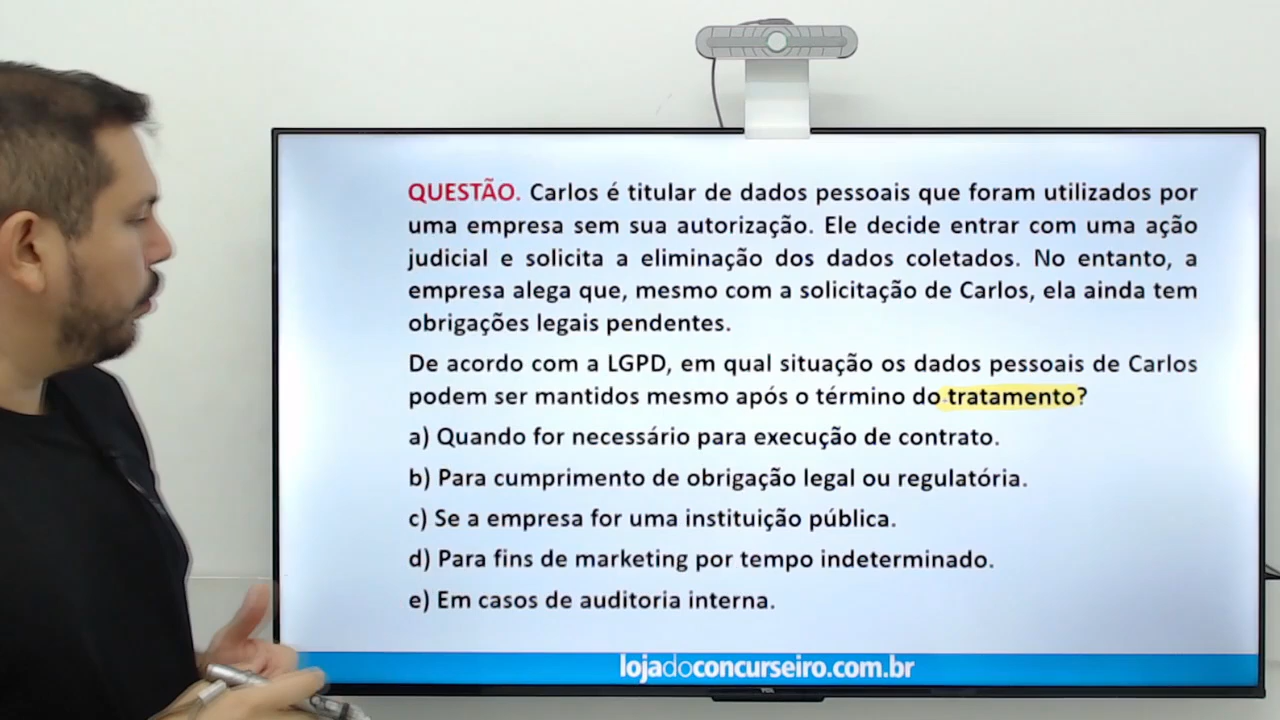 QUESTÃO. Carlos é titular de dados pessoais que foram utilizados por
uma empresa sem sua autorização. Ele decide entrar com uma ação
judicial e solicita a eliminação dos dados coletados. No entanto, a
empresa alega que, mesmo com a solicitação de Carlos, ela ainda tem
obrigações legais pendentes.
De acordo com a LGPD, em qual situação os dados pessoais de Carlos
podem ser mantidos mesmo após o término do tratamento?
a) Quando for necessário para execução de contrato.
b) Para cumprimento de obrigação legal ou regulatória.
c) Se a empresa for uma instituição pública.
d) Para fins de marketing por tempo indeterminado.
e) Em casos de auditoria interna.
lojadoconcurseiro.com.br
TCL